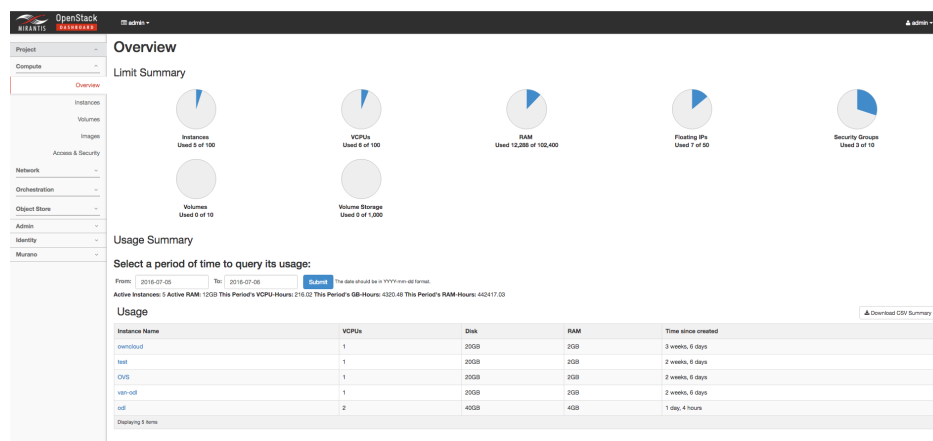 MIRANTIS
OpenStack
DASHBOARD
admin
admin
Project
Compute
Overview
Instances
Volumes
Images
Access & Security
Network
Orchestration
Object Store
Admin
Identity
Murano
Overview
Limit Summary
Instances
Used 5 of 100
VCPUs
Used 6 of 100
RAM
Used 12,288 of 102,400
Floating IPs
Used 7 of 50
Security Groups
Used 3 of 10
Volumes
Used 0 of 10
Volume Storage
Used 0 of 1,000
Usage Summary
Select a period of time to query its usage:
From: 2016-07-05 To: 2016-07-06 Submit The date should be in YYYY-mm-dd format.
Active Instances: 5 Active RAM: 12GB This Period's VCPU-Hours: 216.02 This Period's GB-Hours: 4320.48 This Period's RAM-Hours: 442417.03
Usage
Download CSV Summary
Instance Name VCPUs Disk RAM Time since created
owncloud 1 20GB 2GB 3 weeks, 6 days
test 1 20GB 2GB 2 weeks, 6 days
OVS 1 20GB 2GB 2 weeks, 6 days
van-odl 1 20GB 2GB 2 weeks, 6 days
odl 2 40GB 4GB 1 day, 4 hours
Displaying 5 items